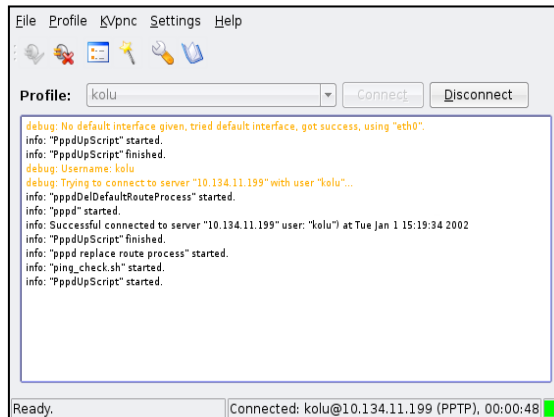 File Profile KVpnc Settings Help
Profile: kolu Connect Disconnect
debug: No default interface given, tried default interface, got success, using "eth0".
info: "PppdUpScript" started.
info: "PppdUpScript" finished.
debug: Username: kolu
debug: Trying to connect to server "10.134.11.199" with user "kolu"...
info: "pppdDelDefaultRouteProcess" started.
info: "pppd" started.
info: Successful connected to server "10.134.11.199" user: "kolu") at Tue Jan 1 15:19:34 2002
info: "PppdUpScript" finished.
info: "pppd replace route process" started.
info: "ping_check.sh" started.
info: "PppdUpScript" started.
Ready. Connected: kolu@10.134.11.199 (PPTP), 00:00:48